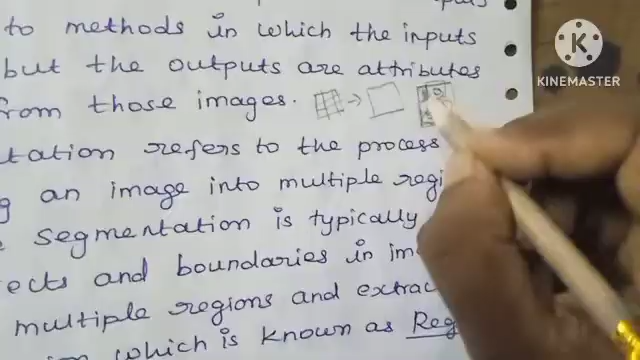 to methods in which the inputs
but the outputs are attributes
from those images.
tation refers to the process
an image into multiple regi
segmentation is typically
ects and boundaries in im
multiple regions and extrac
which is known as Reg
K
KINEMASTER